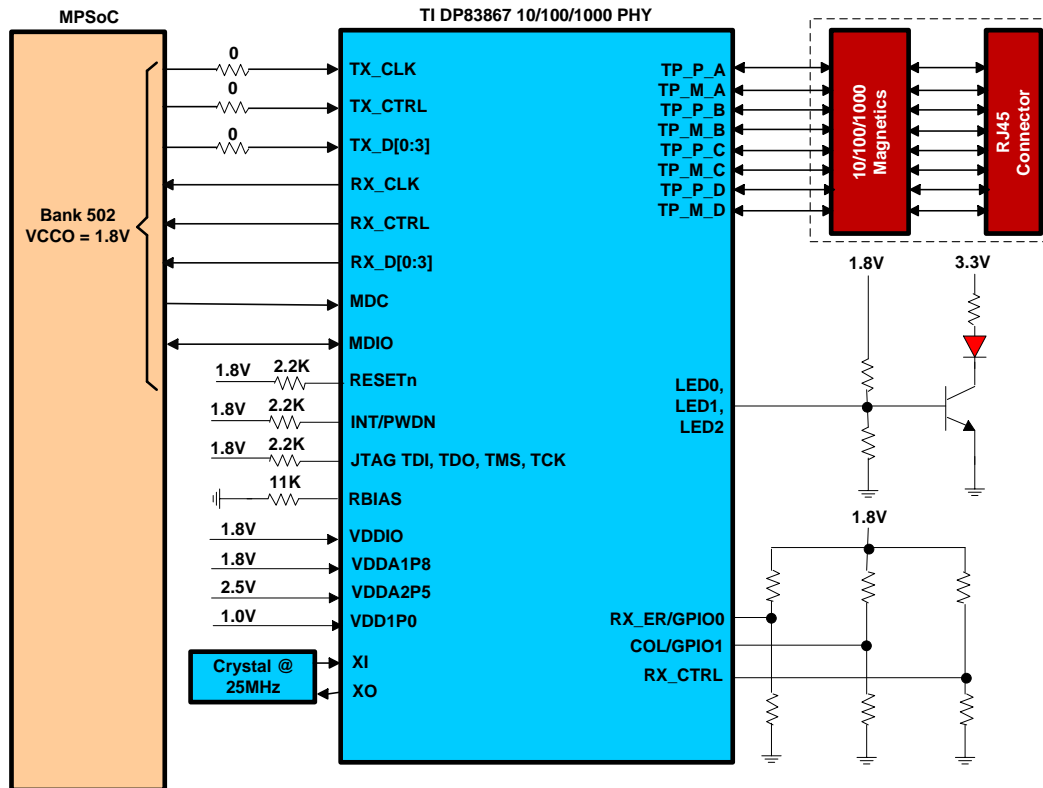 MPSoC
TI DP83867 10/100/1000 PHY
Bank 502
VCCO = 1.8V
0
0
0
TX_CLK
TX_CTRL
TX_D[0:3]
RX_CLK
RX_CTRL
RX_D[0:3]
MDC
MDIO
1.8V
2.2K
RESETn
1.8V
2.2K
INT/PWDN
1.8V
2.2K
JTAG TDI, TDO, TMS, TCK
11K
RBIAS
1.8V
VDDIO
1.8V
VDDA1P8
2.5V
VDDA2P5
1.0V
VDD1P0
Crystal @
25MHz
XI
XO
TP_P_A
TP_M_A
TP_P_B
TP_M_B
TP_P_C
TP_M_C
TP_P_D
TP_M_D
10/100/1000
Magnetics
RJ45
Connector
1.8V
3.3V
LED0,
LED1,
LED2
1.8V
RX_ER/GPIO0
COL/GPIO1
RX_CTRL